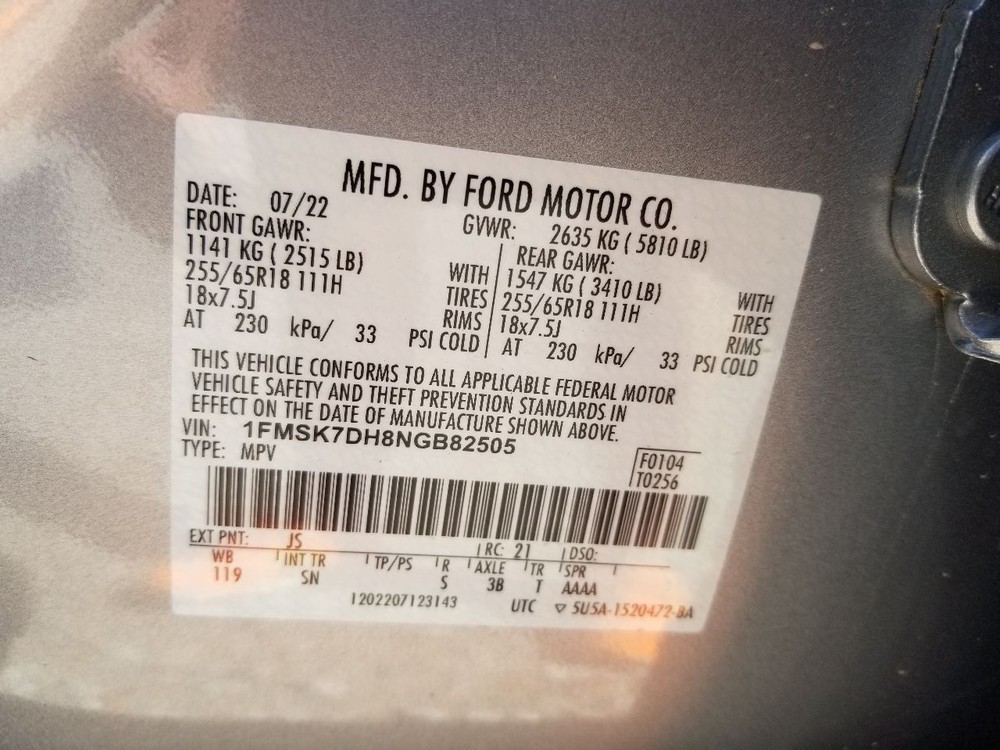 MFD. BY FORD MOTOR CO.
DATE: 07/22 GVWR: 2635 KG ( 5810 LB)
FRONT GAWR: REAR GAWR:
1141 KG ( 2515 LB) WITH 1547 KG ( 3410 LB) WITH
255/65R18 111H TIRES 255/65R18 111H TIRES
18x7.5J RIMS 18x7.5J RIMS
AT 230 kPa/ 33 PSI COLD AT 230 kPa/ 33 PSI COLD
THIS VEHICLE CONFORMS TO ALL APPLICABLE FEDERAL MOTOR
VEHICLE SAFETY AND THEFT PREVENTION STANDARDS IN
EFFECT ON THE DATE OF MANUFACTURE SHOWN ABOVE.
VIN: 1FMSK7DH8NGB82505
TYPE: MPV
F0104
T0256
EXT PNT: JS RC: 21 DSO:
WB INT TR TP/PS R AXLE TR SPR
119 SN S 3B T AAAA
1202207123143 UTC ▽ 5U5A-1520472-BA